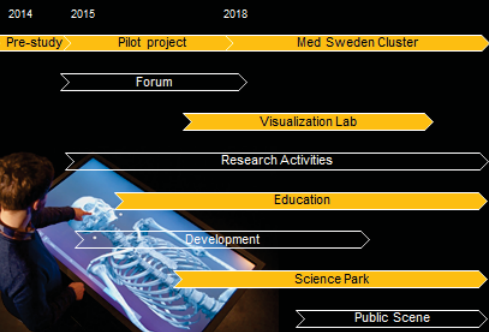 2014 2015 2018
Pre-study Pilot project Med Sweden Cluster
Forum
Visualization Lab
Research Activities
Education
Development
Science Park
Public Scene